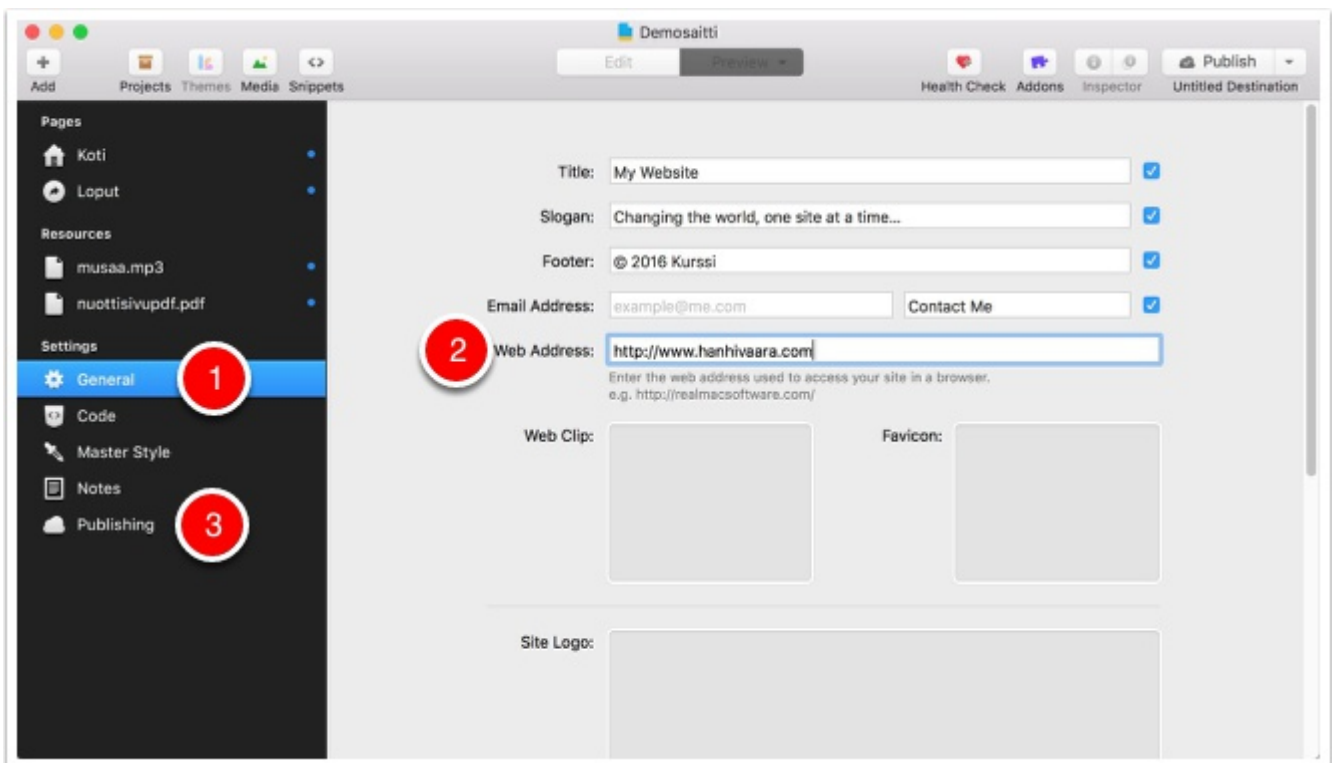 Demosaitti
Edit Preview
Publish
Add Projects Themes Media Snippets Health Check Addons Inspector Untitled Destination
Pages
Koti
Loput
Resources
musaa.mp3
nuottisivupdf.pdf
Settings
General 1
Code
Master Style
Notes
Publishing 3
Title: My Website
Slogan: Changing the world, one site at a time...
Footer: © 2016 Kurssi
Email Address: example@me.com Contact Me
2 Web Address: http://www.hanhivaara.com
Enter the web address used to access your site in a browser.
e.g. http://realmacsoftware.com/
Web Clip: Favicon:
Site Logo: